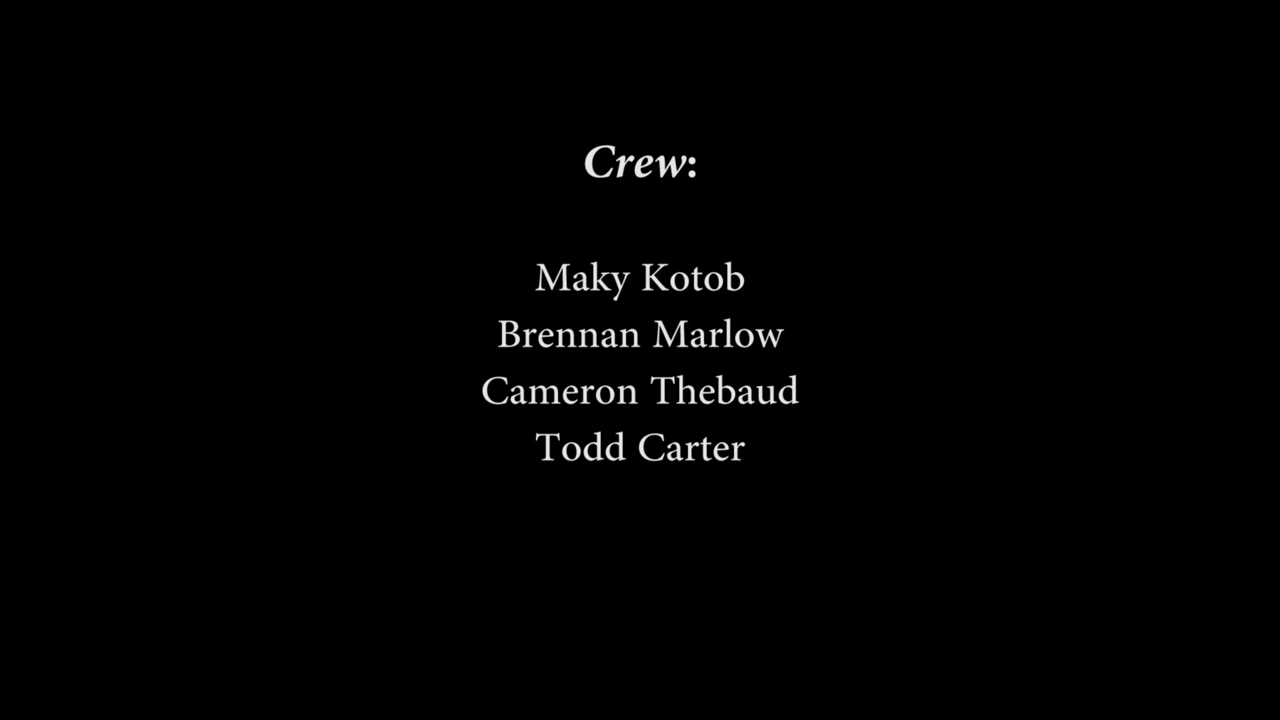 Crew:
Maky Kotob
Brennan Marlow
Cameron Thebaud
Todd Carter